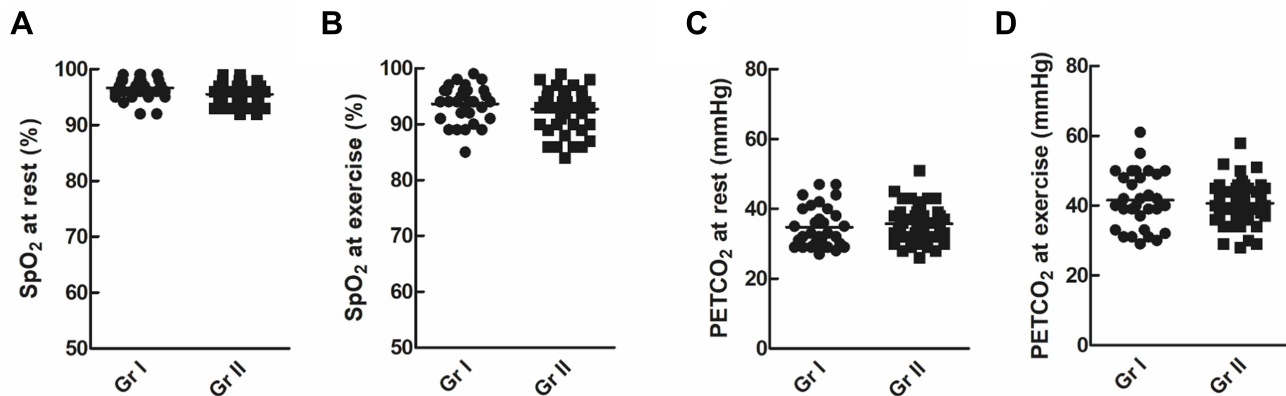 A
SpO2 at rest (%)
100
90
80
70
60
50
Gr I
Gr II
B
SpO2 at exercise (%)
100
90
80
70
60
50
Gr I
Gr II
C
PETCO2 at rest (mmHg)
80
60
40
20
0
Gr I
Gr II
D
PETCO2 at exercise (mmHg)
80
60
40
20
0
Gr I
Gr II